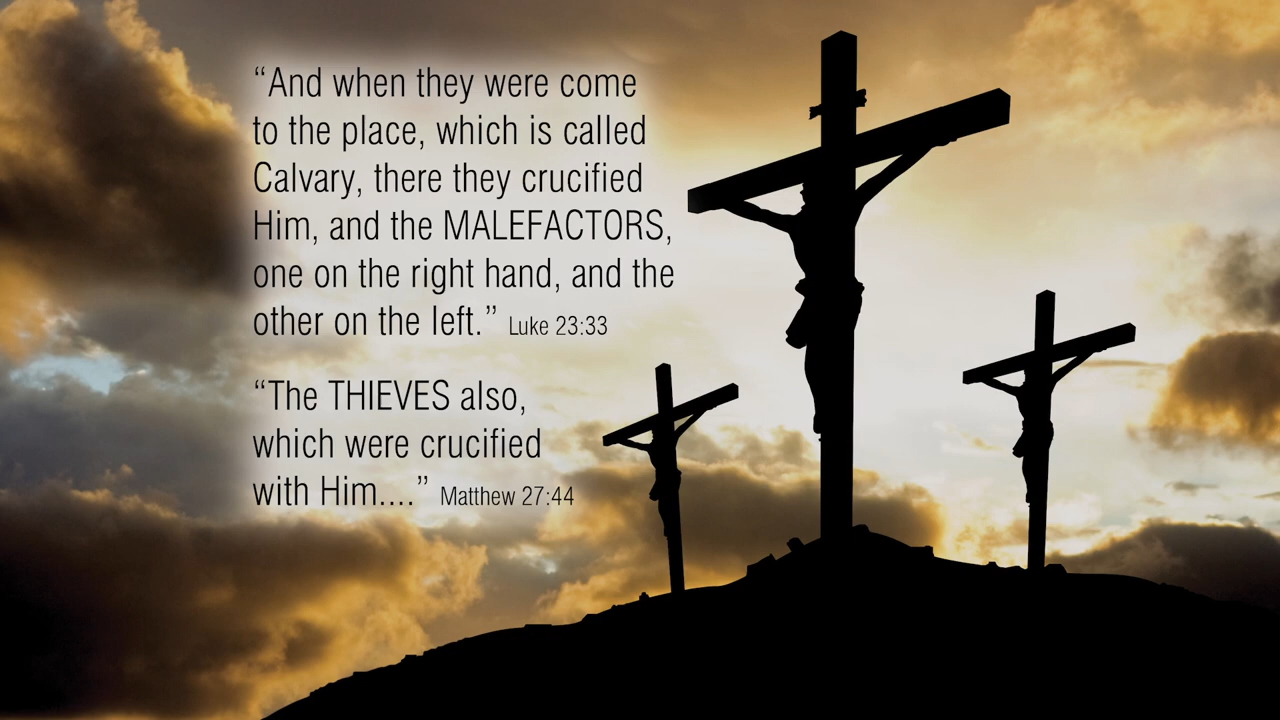 “And when they were come
to the place, which is called
Calvary, there they crucified
Him, and the MALEFACTORS,
one on the right hand, and the
other on the left.” Luke 23:33
“The THIEVES also,
which were crucified
with Him....” Matthew 27:44